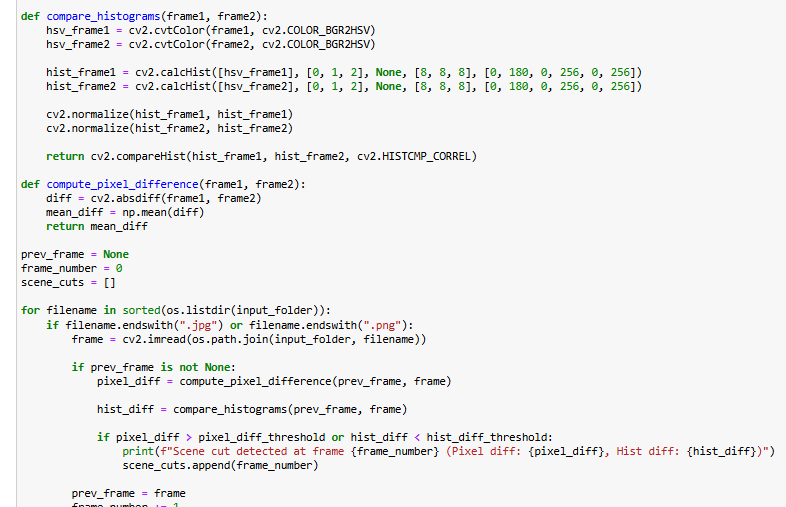 def compare_histograms(frame1, frame2):
    hsv_frame1 = cv2.cvtColor(frame1, cv2.COLOR_BGR2HSV)
    hsv_frame2 = cv2.cvtColor(frame2, cv2.COLOR_BGR2HSV)

    hist_frame1 = cv2.calcHist([hsv_frame1], [0, 1, 2], None, [8, 8, 8], [0, 180, 0, 256, 0, 256])
    hist_frame2 = cv2.calcHist([hsv_frame2], [0, 1, 2], None, [8, 8, 8], [0, 180, 0, 256, 0, 256])

    cv2.normalize(hist_frame1, hist_frame1)
    cv2.normalize(hist_frame2, hist_frame2)

    return cv2.compareHist(hist_frame1, hist_frame2, cv2.HISTCMP_CORREL)

def compute_pixel_difference(frame1, frame2):
    diff = cv2.absdiff(frame1, frame2)
    mean_diff = np.mean(diff)
    return mean_diff

prev_frame = None
frame_number = 0
scene_cuts = []

for filename in sorted(os.listdir(input_folder)):
    if filename.endswith(".jpg") or filename.endswith(".png"):
        frame = cv2.imread(os.path.join(input_folder, filename))

        if prev_frame is not None:
            pixel_diff = compute_pixel_difference(prev_frame, frame)

            hist_diff = compare_histograms(prev_frame, frame)

            if pixel_diff > pixel_diff_threshold or hist_diff < hist_diff_threshold:
                print(f"Scene cut detected at frame {frame_number} (Pixel diff: {pixel_diff}, Hist diff: {hist_diff})")
                scene_cuts.append(frame_number)

        prev_frame = frame
        frame_number += 1